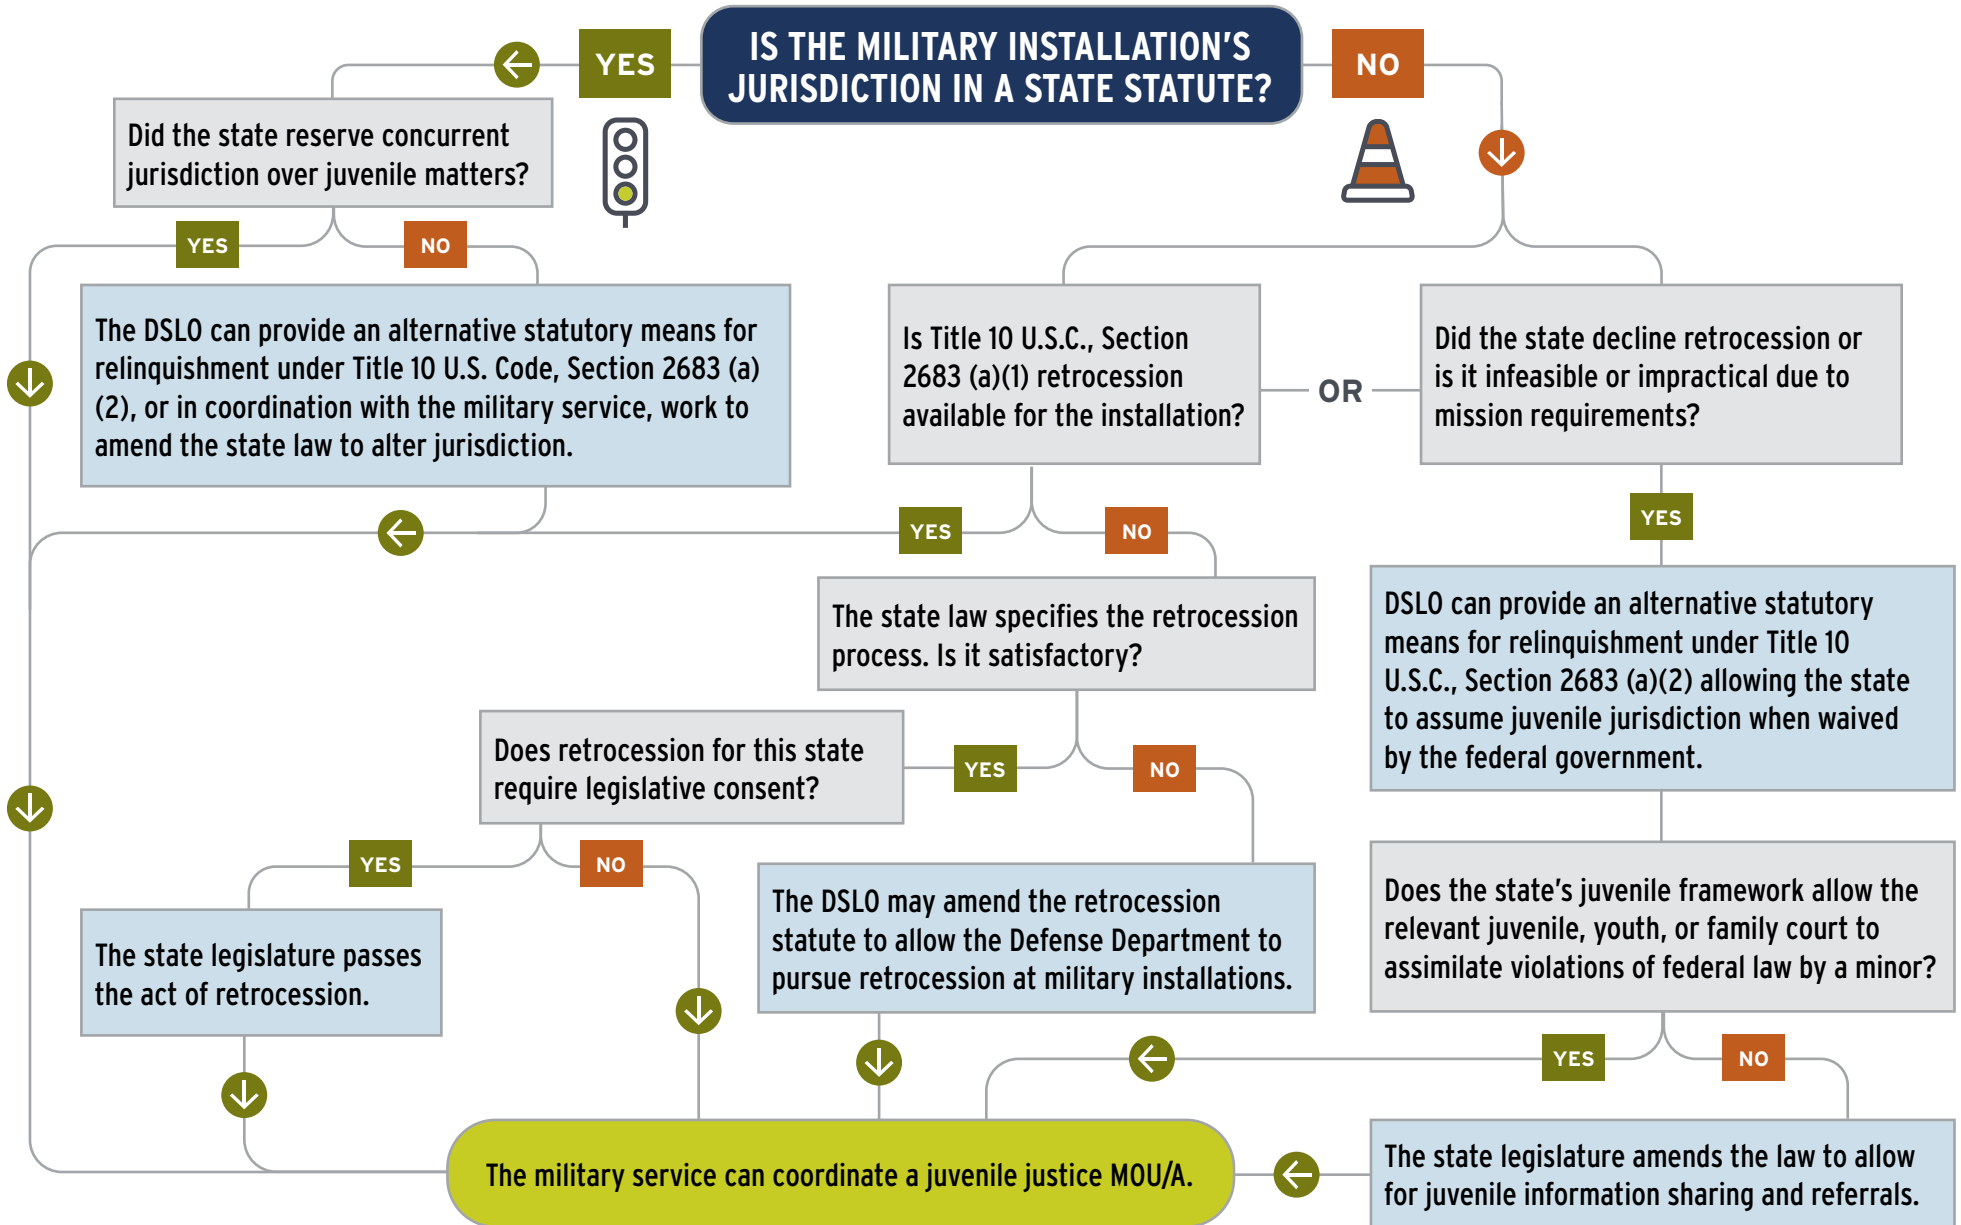 IS THE MILITARY INSTALLATION'S
JURISDICTION IN A STATE STATUTE?
YES
NO
Did the state reserve concurrent
jurisdiction over juvenile matters?
YES
NO
The DSLO can provide an alternative statutory means for
relinquishment under Title 10 U.S. Code, Section 2683 (a)
(2), or in coordination with the military service, work to
amend the state law to alter jurisdiction.
Is Title 10 U.S.C., Section
2683 (a)(1) retrocession
available for the installation?
OR
Did the state decline retrocession or
is it infeasible or impractical due to
mission requirements?
YES
NO
YES
The state law specifies the retrocession
process. Is it satisfactory?
DSLO can provide an alternative statutory
means for relinquishment under Title 10
U.S.C., Section 2683 (a)(2) allowing the state
to assume juvenile jurisdiction when waived
by the federal government.
Does retrocession for this state
require legislative consent?
YES
NO
YES
NO
The state legislature passes
the act of retrocession.
The DSLO may amend the retrocession
statute to allow the Defense Department to
pursue retrocession at military installations.
Does the state's juvenile framework allow the
relevant juvenile, youth, or family court to
assimilate violations of federal law by a minor?
YES
NO
The military service can coordinate a juvenile justice MOU/A.
The state legislature amends the law to allow
for juvenile information sharing and referrals.